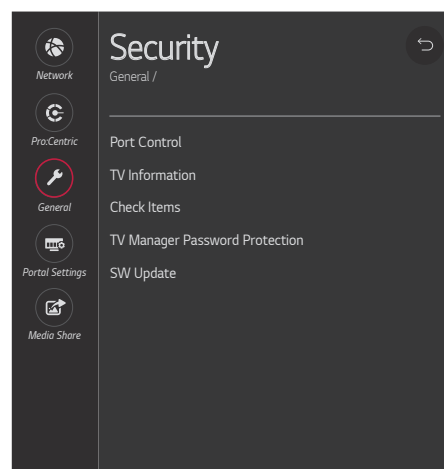 Network
Pro:Centric
General
Portal Settings
Media Share
Security
General /
Port Control
TV Information
Check Items
TV Manager Password Protection
SW Update